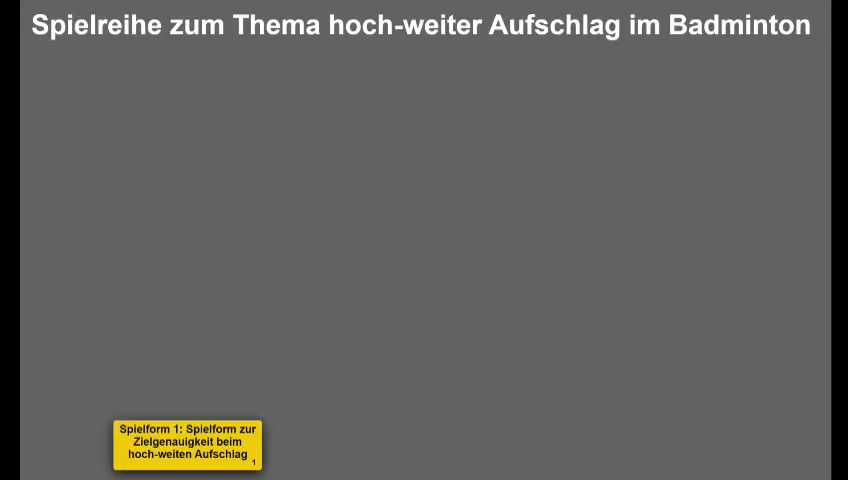 Spielreihe zum Thema hoch-weiter Aufschlag im Badminton
Spielform 1: Spielform zur
Zielgenauigkeit beim
hoch-weiten Aufschlag
1